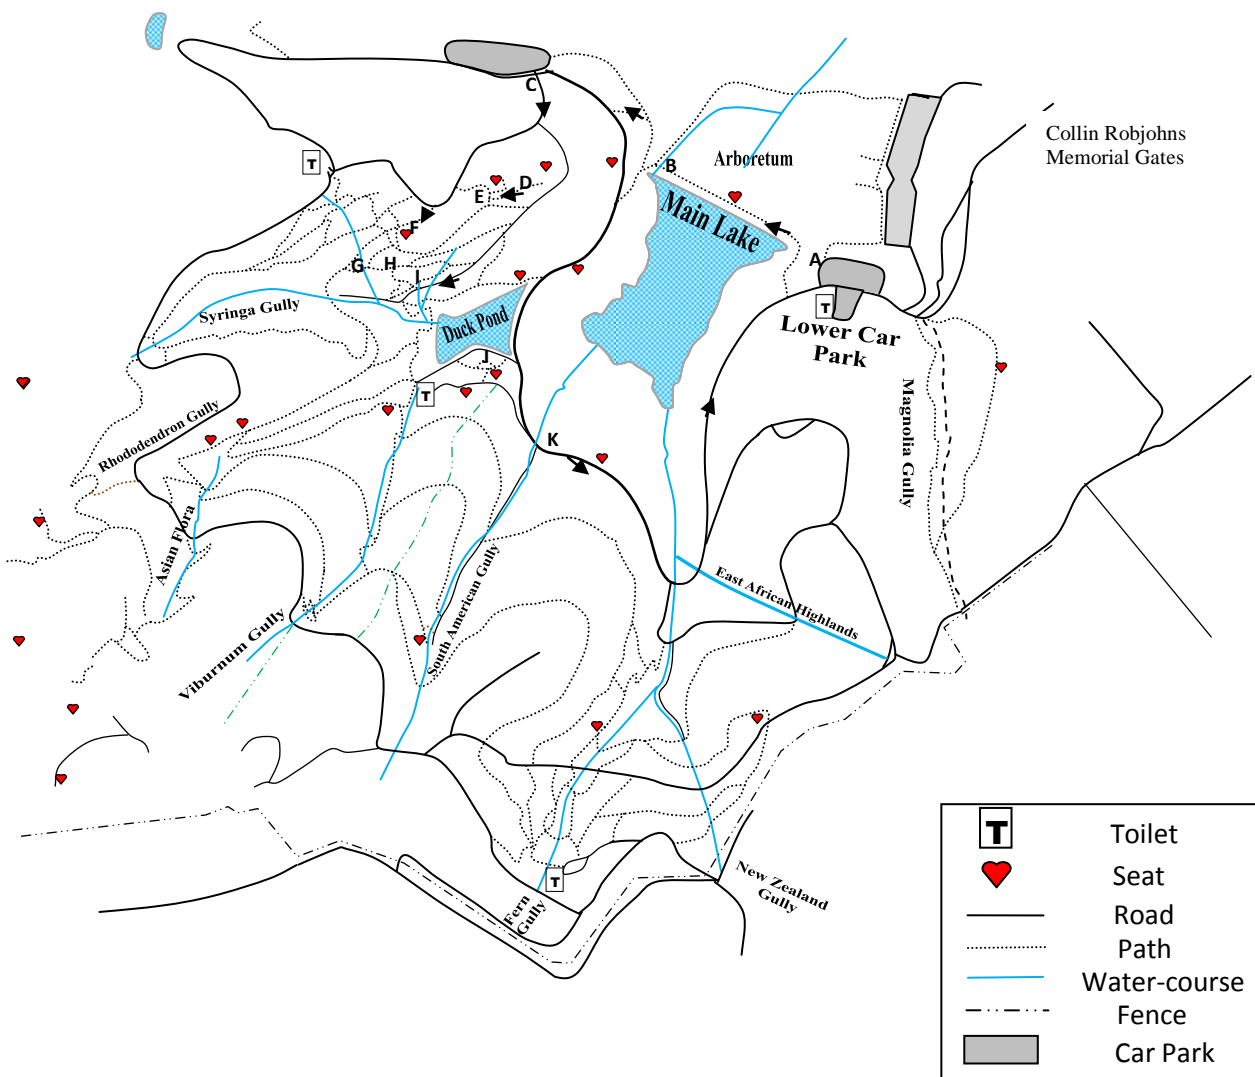 C
Collin Robjohns
Memorial Gates
T
B
Arboretum
D
E
Main Lake
F
A
G
H
I
Syringa Gully
Duck Pond
T
Lower Car
Park
J
T
Magnolia Gully
Rhododendron Gully
K
Asian Flora
East African Highlands
South American Gully
Viburnum Gully
T
Fern
Gully
New Zealand
Gully
T Toilet
Seat
Road
Path
Water-course
Fence
Car Park